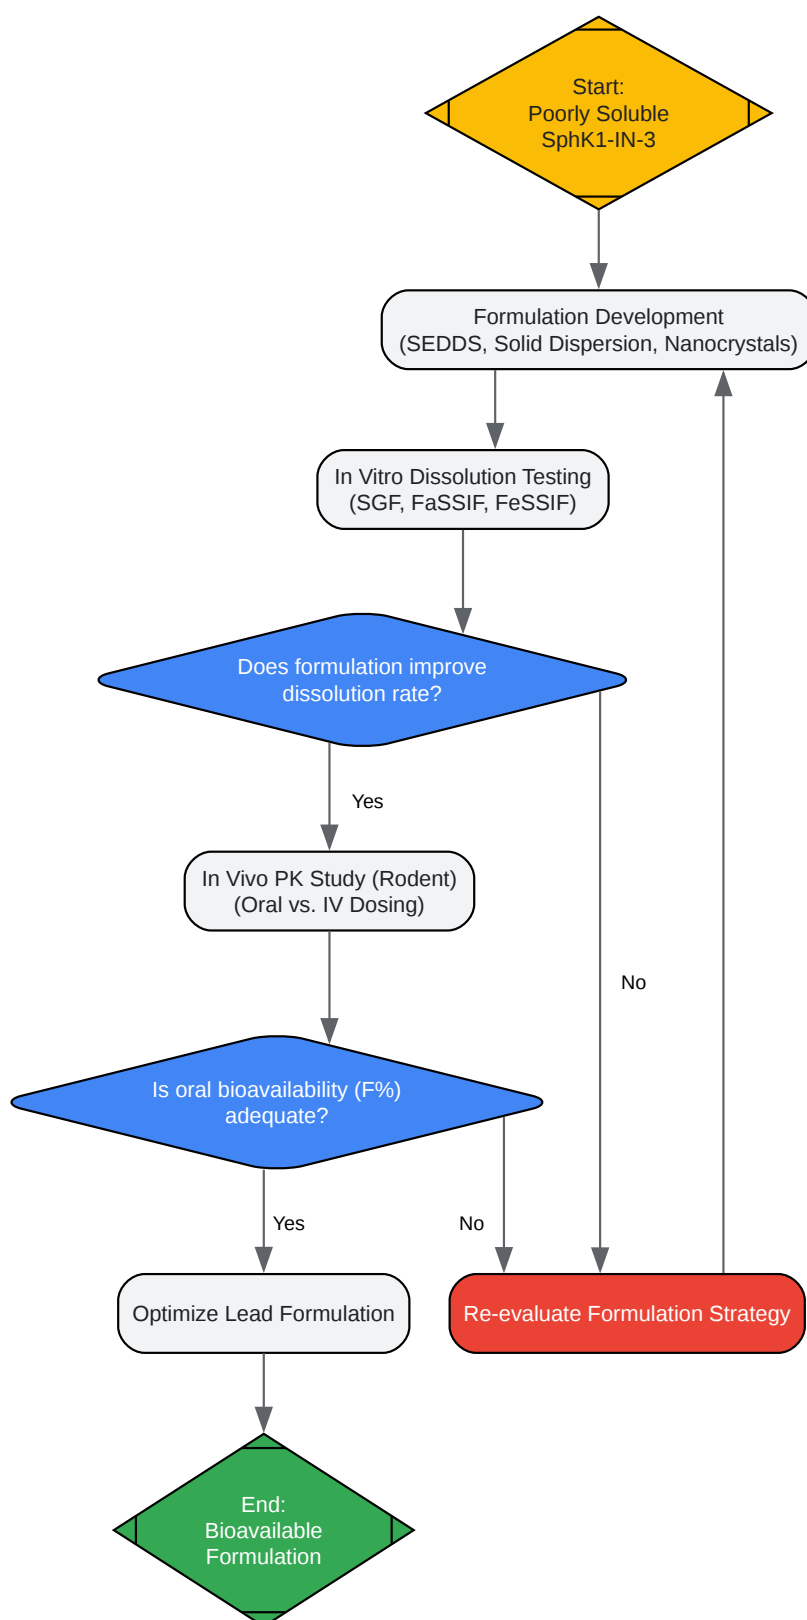 Start:
Poorly Soluble
SphK1-IN-3
Formulation Development
(SEDDS, Solid Dispersion, Nanocrystals)
In Vitro Dissolution Testing
(SGF, FaSSIF, FeSSIF)
Does formulation improve
dissolution rate?
Yes
In Vivo PK Study (Rodent)
(Oral vs. IV Dosing)
No
Is oral bioavailability (F%)
adequate?
Yes
No
Optimize Lead Formulation
Re-evaluate Formulation Strategy
End:
Bioavailable
Formulation